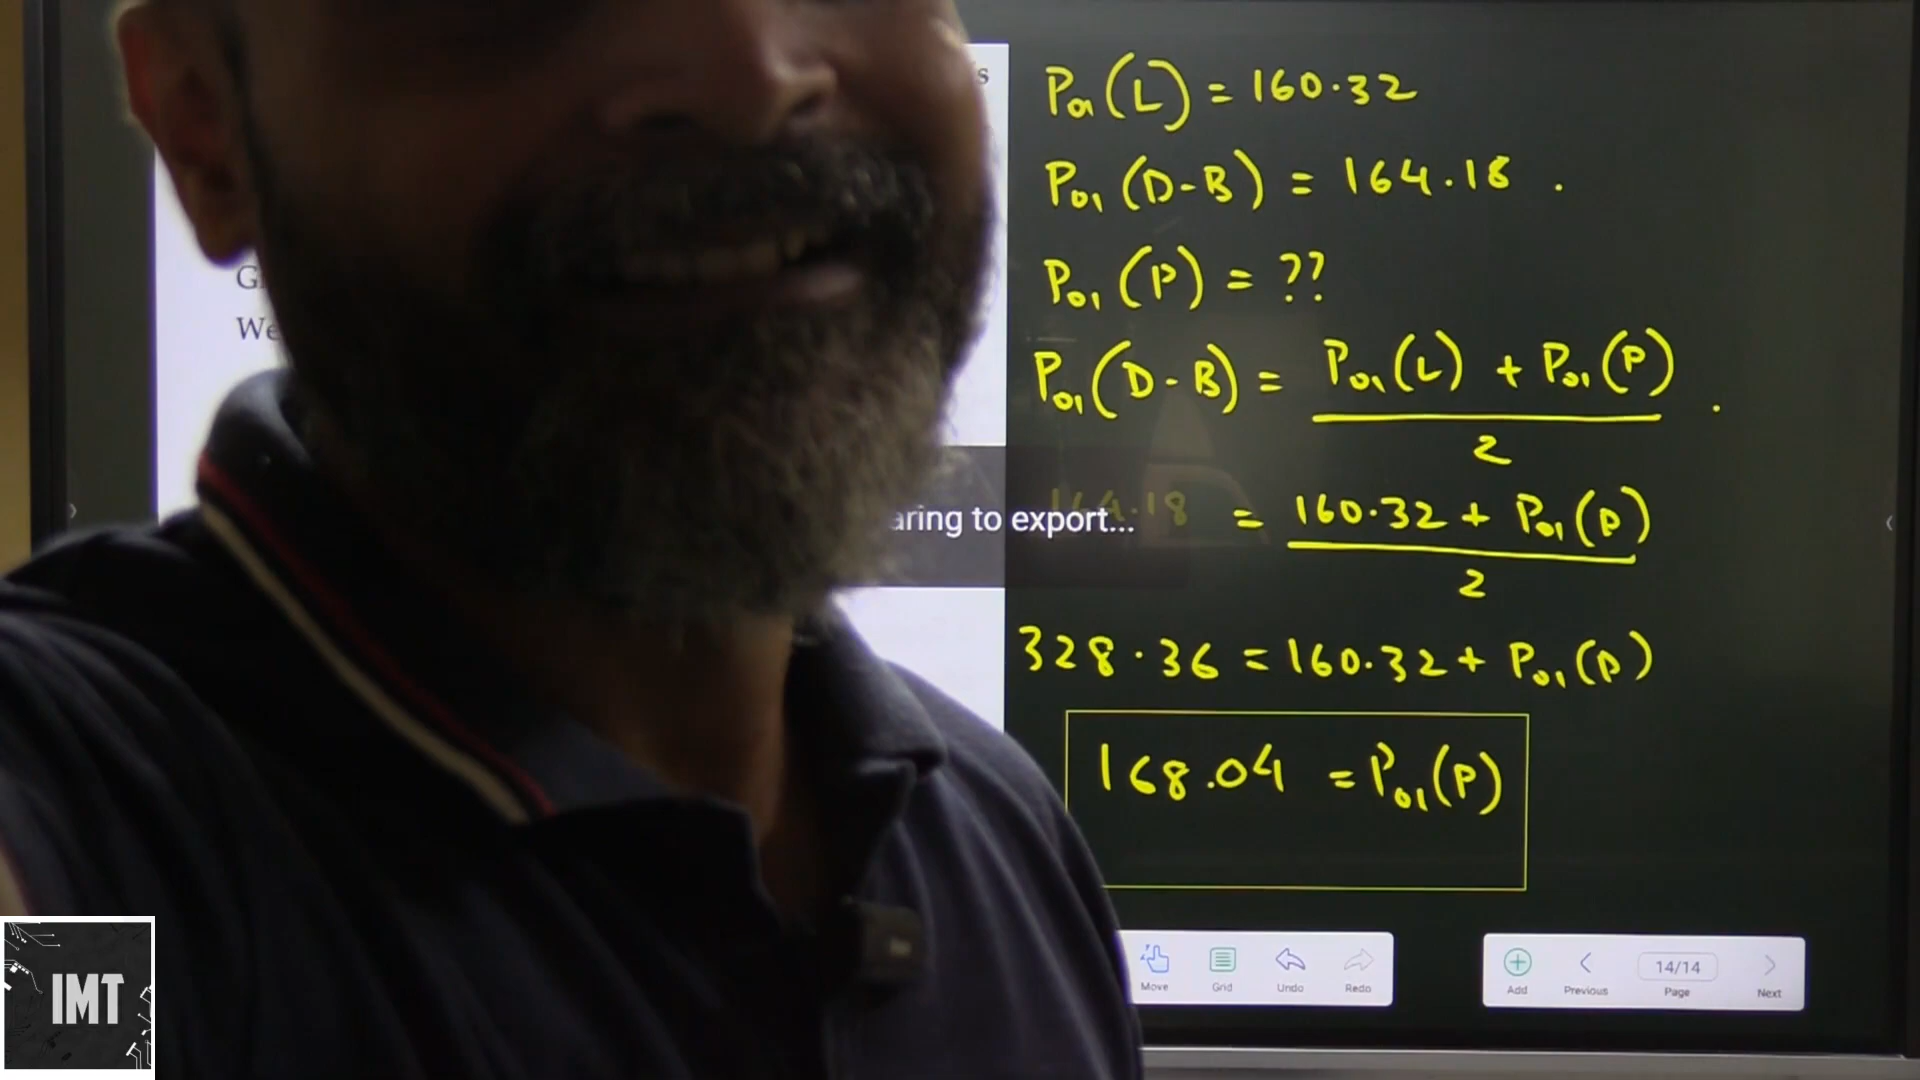 P₀₁(L) = 160.32
P₀₁(D-B) = 164.18 .
P₀₁(P) = ??
P₀₁(D-B) = P₀₁(L) + P₀₁(P) .
2
164.18 = 160.32 + P₀₁(P)
2
aring to export...
328.36 = 160.32 + P₀₁(P)
168.04 = P₀₁(P)
Move Grid Undo Redo
Add Previous 14/14 Page Next
IMT